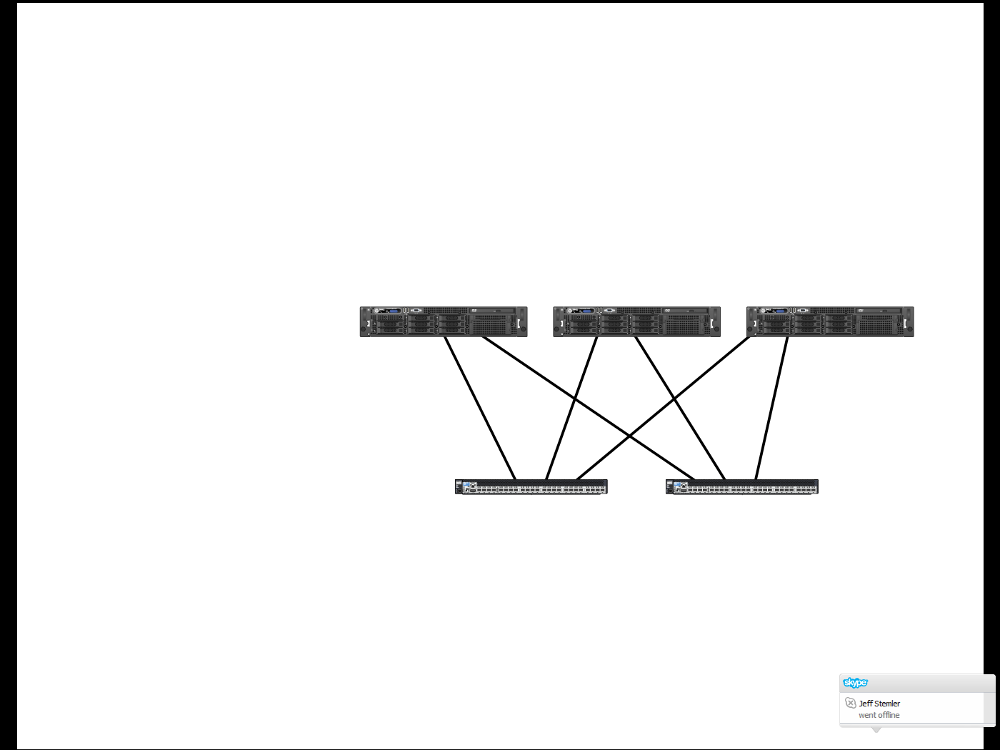 skype
Jeff Stemler
went offline